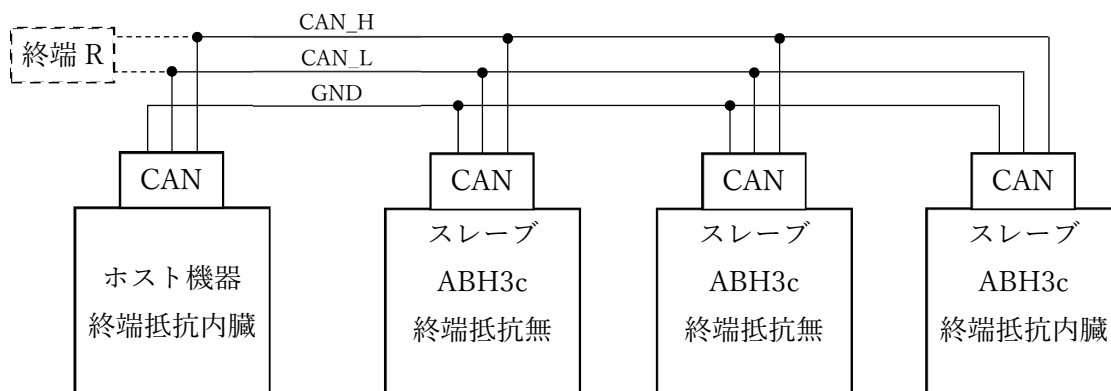 CAN_H
終端 R
CAN_L
GND
CAN
CAN
CAN
CAN
ホスト機器
終端抵抗内臓
スレーブ
ABH3c
終端抵抗無
スレーブ
ABH3c
終端抵抗無
スレーブ
ABH3c
終端抵抗内臓